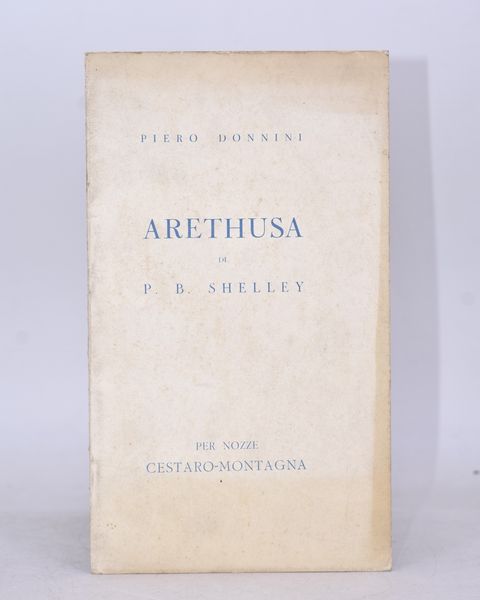 PIERO DONNINI
ARETHUSA
DI
P. B. SHELLEY
PER NOZZE
CESTARO-MONTAGNA